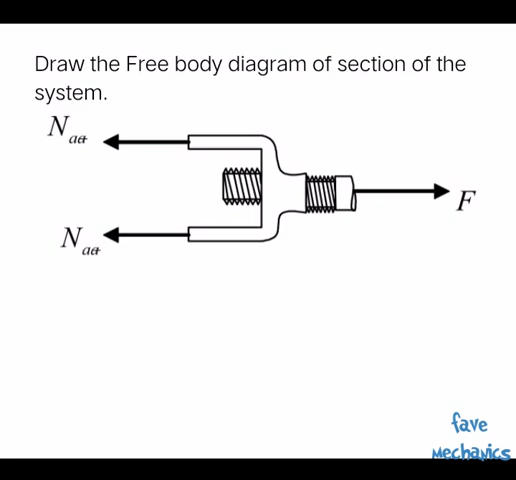 Draw the Free body diagram of section of the
system.
N aa
F
N aa
fave
Mechanics